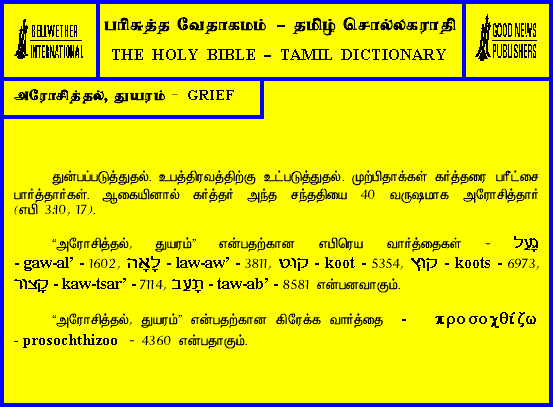 BELLWETHER
INTERNATIONAL
பரிசுத்த வேதாகமம் - தமிழ் சொல்லகராதி
THE HOLY BIBLE - TAMIL DICTIONARY
GOOD NEWS
PUBLISHERS
அரோசித்தல், துயரம் - GRIEF
துன்பப்படுத்துதல். உபத்திரவத்திற்கு உட்படுத்துதல். முற்பிதாக்கள் கர்த்தரை பரீட்சை
பார்த்தார்கள். ஆகையினால் கர்த்தர் அந்த சந்ததியை 40 வருஷமாக அரோசித்தார்
(எபி 3:10, 17).
“அரோசித்தல், துயரம்” என்பதற்கான எபிரெய வார்த்தைகள் - גָּעַל
- gaw-al’ - 1602, לָאָה - law-aw’ - 3811, קוּט - koot - 5354, קוּץ - koots - 6973,
קָצַר - kaw-tsar’ - 7114, תָּעַב - taw-ab’ - 8581 என்பனவாகும்.
“அரோசித்தல், துயரம்” என்பதற்கான கிரேக்க வார்த்தை - προσοχθίζω
- prosochthizoo - 4360 என்பதாகும்.